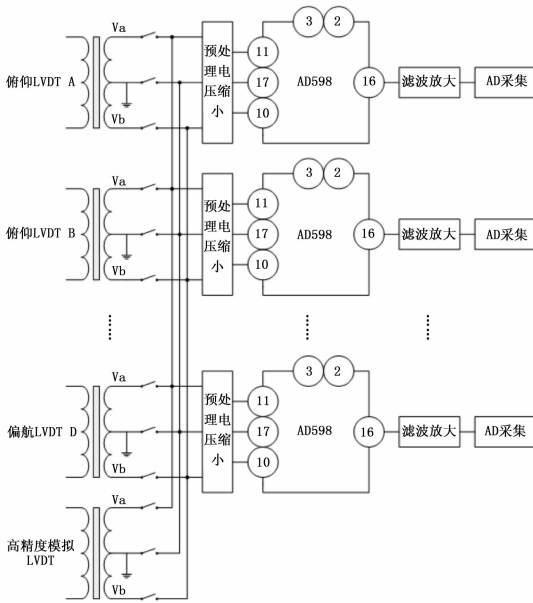 Va
俯仰LVDT A
Vb
预处
理电
压缩
小
11
17
10
3
2
AD598
16
滤波放大
AD采集
Va
俯仰LVDT B
Vb
预处
理电
压缩
小
11
17
10
3
2
AD598
16
滤波放大
AD采集
Va
偏航LVDT D
Vb
预处
理电
压缩
小
11
17
10
3
2
AD598
16
滤波放大
AD采集
Va
高精度模拟
LVDT
Vb